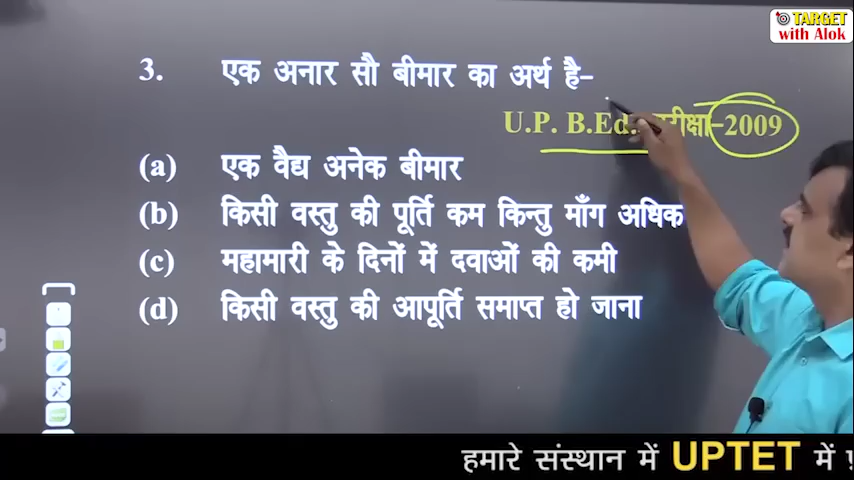 TARGET
with Alok
3. एक अनार सौ बीमार का अर्थ है–
U.P. B.Ed. परीक्षा–2009
(a) एक वैद्य अनेक बीमार
(b) किसी वस्तु की पूर्ति कम किन्तु माँग अधिक
(c) महामारी के दिनों में दवाओं की कमी
(d) किसी वस्तु की आपूर्ति समाप्त हो जाना
हमारे संस्थान में UPTET में